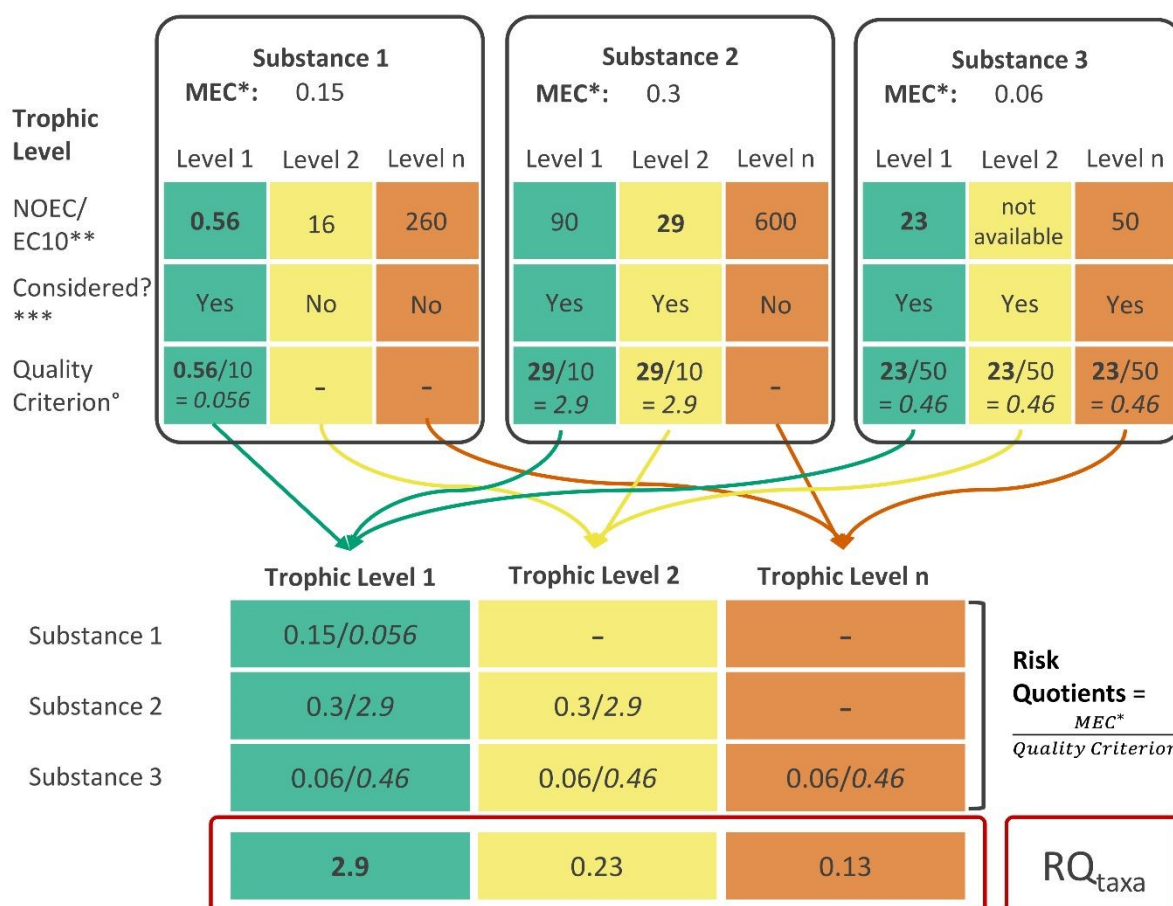 Substance 1 Substance 2 Substance 3
MEC*: 0.15 MEC*: 0.3 MEC*: 0.06
Trophic
Level
Level 1 Level 2 Level n Level 1 Level 2 Level n Level 1 Level 2 Level n
NOEC/
EC10**
0.56 16 260 90 29 600 23 not
available 50
Considered?
***
Yes No No Yes Yes No Yes Yes Yes
Quality
Criterion°
0.56/10 - - 29/10 29/10 - 23/50 23/50 23/50
= 0.056 = 2.9 = 2.9 = 0.46 = 0.46 = 0.46
Trophic Level 1 Trophic Level 2 Trophic Level n
Substance 1 0.15/0.056 - -
Substance 2 0.3/2.9 0.3/2.9 -
Substance 3 0.06/0.46 0.06/0.46 0.06/0.46
Risk
Quotients =
MEC*
Quality Criterion
2.9 0.23 0.13 RQtaxa